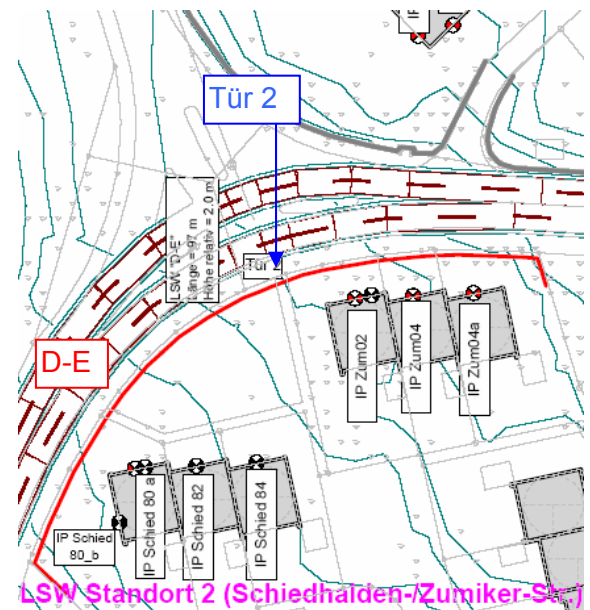 IP
Tür 2
LSW "D-E"
Länge = 97 m
Höhe relativ = 2,0 m
Tür 2
D-E
IP Zum02
IP Zum04
IP Zum04a
IP Schied 80 a
IP Schied 82
IP Schied 84
IP Schied
80_b
LSW Standort 2 (Schiedhalden-/Zumiker-Str.)